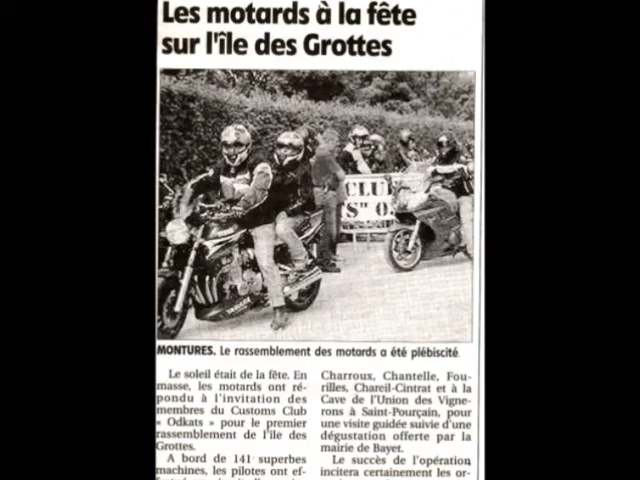 Les motards à la fête
sur l'île des Grottes
CLU
S" O
MONTURES. Le rassemblement des motards a été plébiscité.
Le soleil était de la fête. En
masse, les motards ont ré-
pondu à l'invitation des
membres du Customs Club
« Odkats » pour le premier
rassemblement de l'île des
Grottes.
A bord de 141 superbes
machines, les pilotes ont ef-
Charroux, Chantelle, Fou-
rilles, Chareil-Cintrat et à la
Cave de l'Union des Vigne-
rons à Saint-Pourçain, pour
une visite guidée suivie d'une
dégustation offerte par la
mairie de Bayet.
Le succès de l'opération
incitera certainement les or-